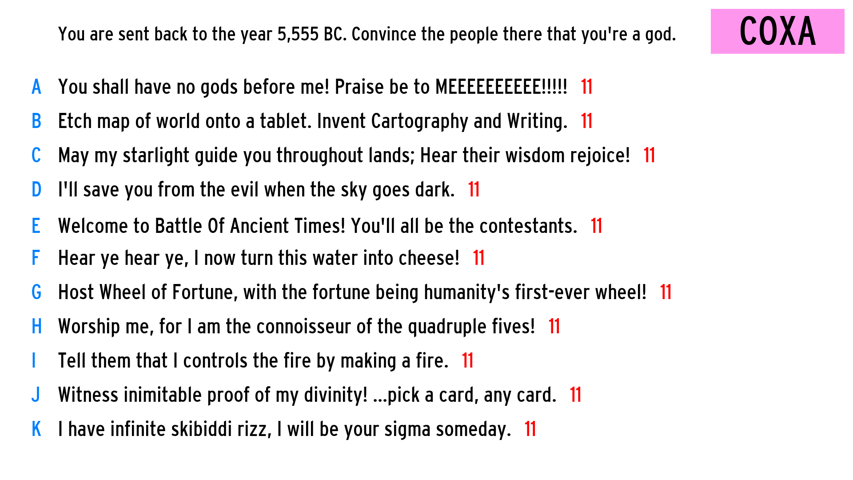 You are sent back to the year 5,555 BC. Convince the people there that you're a god.
COXA
A You shall have no gods before me! Praise be to MEEEEEEEEEE!!!!! 11
B Etch map of world onto a tablet. Invent Cartography and Writing. 11
C May my starlight guide you throughout lands; Hear their wisdom rejoice! 11
D I'll save you from the evil when the sky goes dark. 11
E Welcome to Battle Of Ancient Times! You'll all be the contestants. 11
F Hear ye hear ye, I now turn this water into cheese! 11
G Host Wheel of Fortune, with the fortune being humanity's first-ever wheel! 11
H Worship me, for I am the connoisseur of the quadruple fives! 11
I Tell them that I controls the fire by making a fire. 11
J Witness inimitable proof of my divinity! ...pick a card, any card. 11
K I have infinite skibiddi rizz, I will be your sigma someday. 11